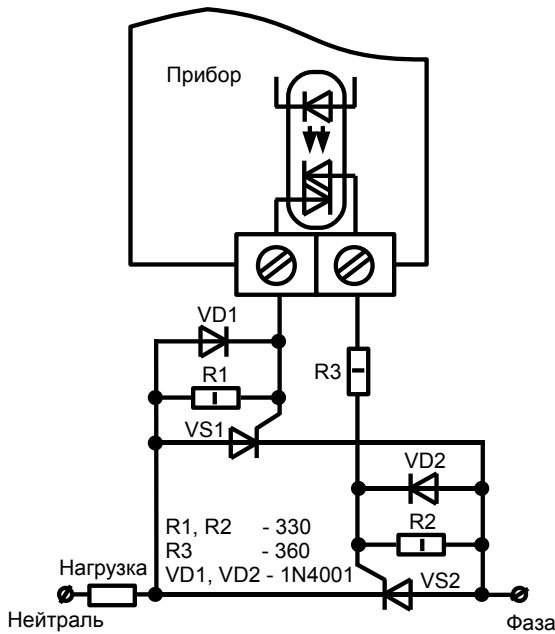 Прибор
VD1
R1
R3
VS1
VD2
R1, R2 - 330
R3 - 360
VD1, VD2 - 1N4001
R2
VS2
Нагрузка
Нейтраль
Фаза